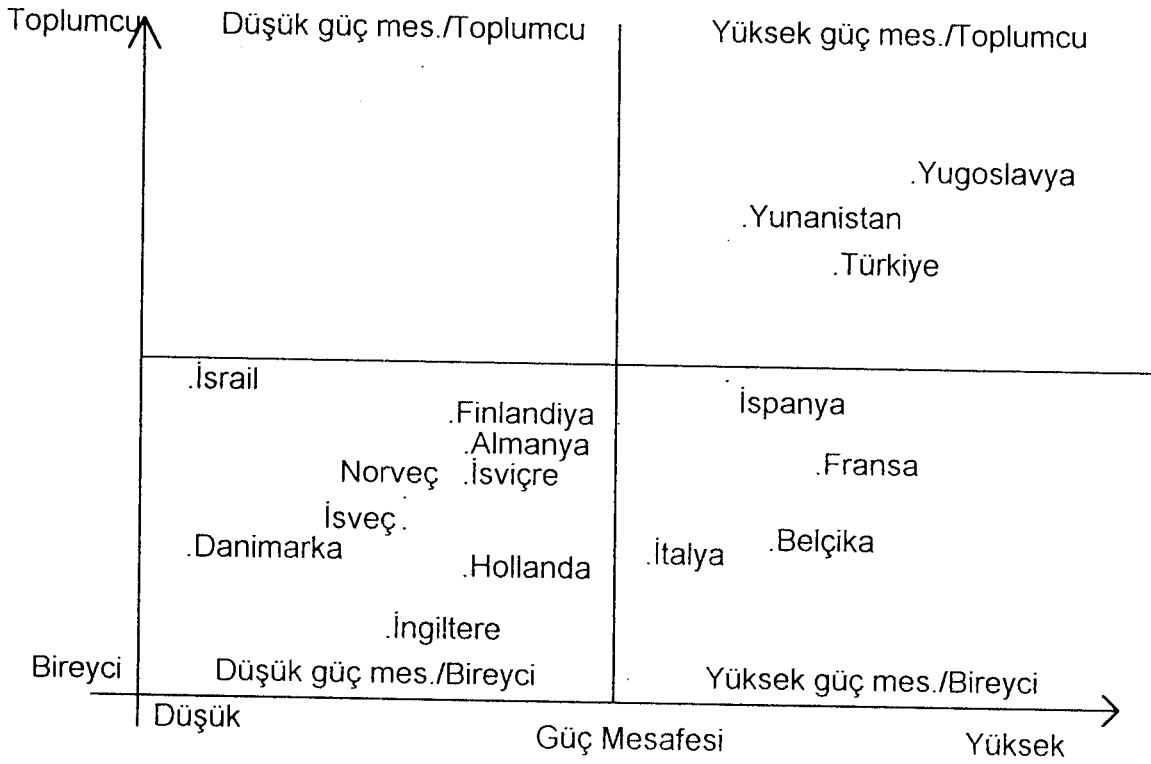 Toplumcu
Düşük güç mes./Toplumcu
Yüksek güç mes./Toplumcu
.Yugoslavya
.Yunanistan
.Türkiye
.İsrail
.Finlandiya
İspanya
.Almanya
Norveç
.İsviçre
.Fransa
İsveç.
.Danimarka
.Hollanda
.İtalya
.Belçika
.İngiltere
Bireyci
Düşük güç mes./Bireyci
Yüksek güç mes./Bireyci
Düşük
Güç Mesafesi
Yüksek